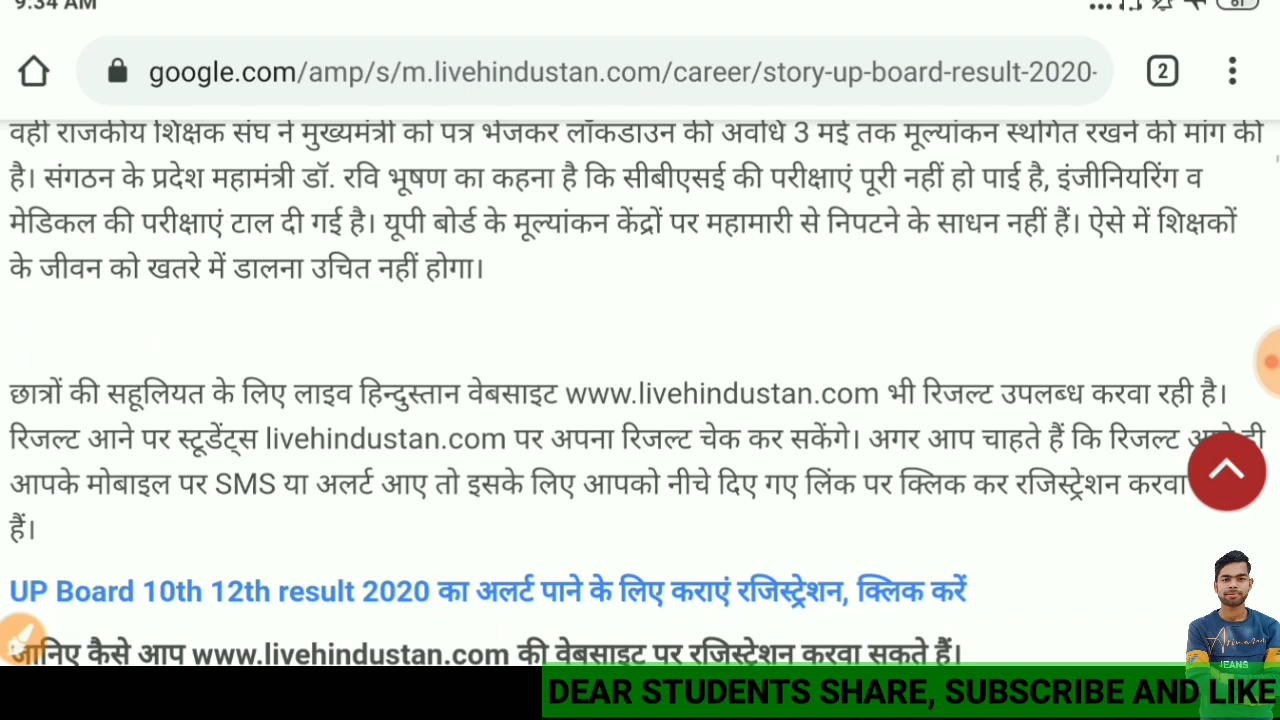 9:34 AM
google.com/amp/s/m.livehindustan.com/career/story-up-board-result-2020-
2
वही राजकीय शिक्षक संघ ने मुख्यमंत्री को पत्र भेजकर लॉकडाउन की अवधि 3 मई तक मूल्यांकन स्थगित रखने की मांग की
है। संगठन के प्रदेश महामंत्री डॉ. रवि भूषण का कहना है कि सीबीएसई की परीक्षाएं पूरी नहीं हो पाई है, इंजीनियरिंग व
मेडिकल की परीक्षाएं टाल दी गई है। यूपी बोर्ड के मूल्यांकन केंद्रों पर महामारी से निपटने के साधन नहीं हैं। ऐसे में शिक्षकों
के जीवन को खतरे में डालना उचित नहीं होगा।
छात्रों की सहूलियत के लिए लाइव हिन्दुस्तान वेबसाइट www.livehindustan.com भी रिजल्ट उपलब्ध करवा रही है।
रिजल्ट आने पर स्टूडेंट्स livehindustan.com पर अपना रिजल्ट चेक कर सकेंगे। अगर आप चाहते हैं कि रिजल्ट ही
आपके मोबाइल पर SMS या अलर्ट आए तो इसके लिए आपको नीचे दिए गए लिंक पर क्लिक कर रजिस्ट्रेशन करवा
हैं।
UP Board 10th 12th result 2020 का अलर्ट पाने के लिए कराएं रजिस्ट्रेशन, क्लिक करें
जानिए कैसे आप www.livehindustan.com की वेबसाइट पर रजिस्ट्रेशन करवा सकते हैं।
JEANS
DEAR STUDENTS SHARE, SUBSCRIBE AND LIKE